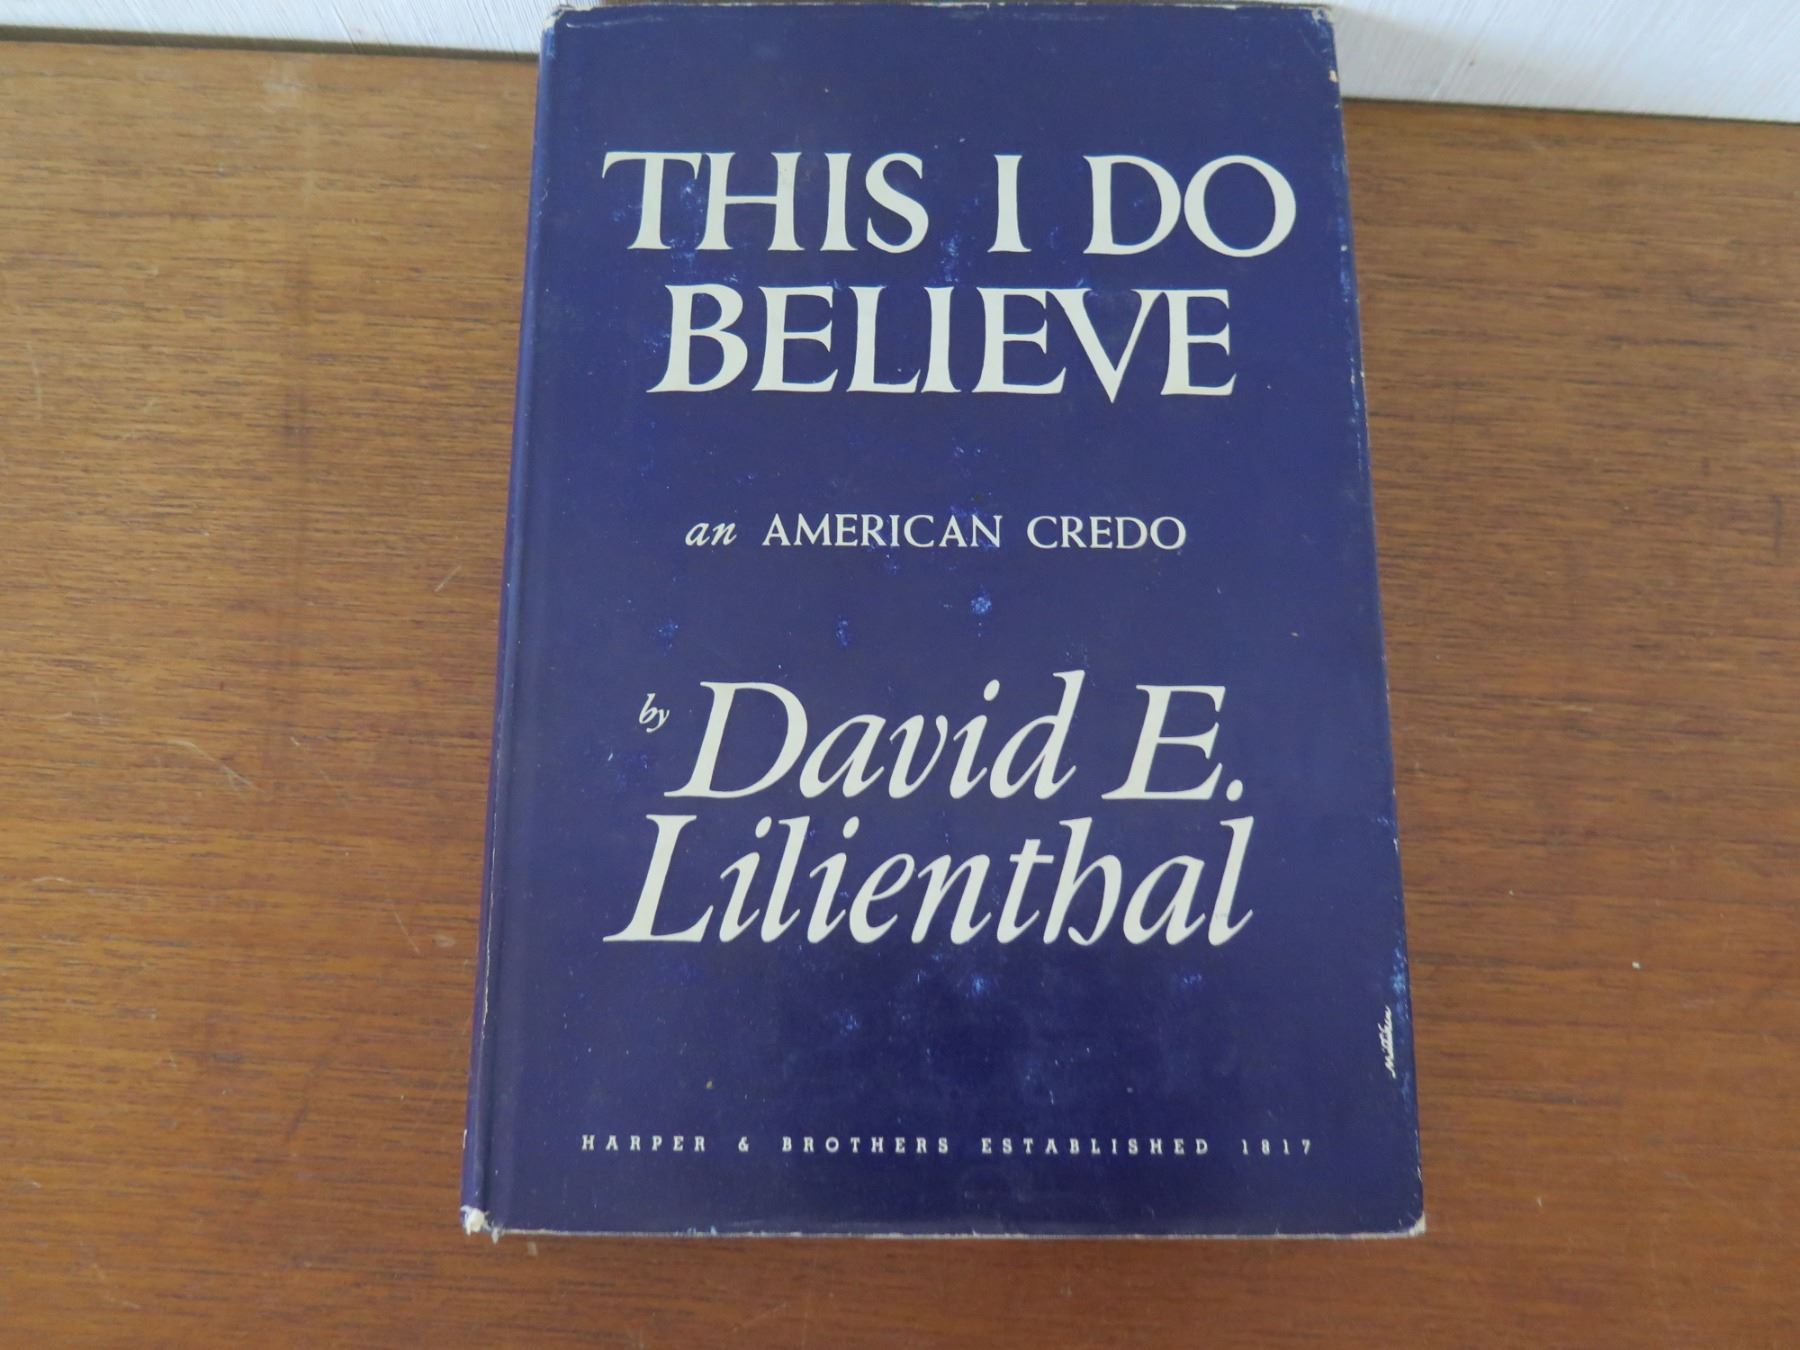 THIS I DO
BELIEVE
an AMERICAN CREDO
by David E.
Lilienthal
HARPER & BROTHERS ESTABLISHED 1817